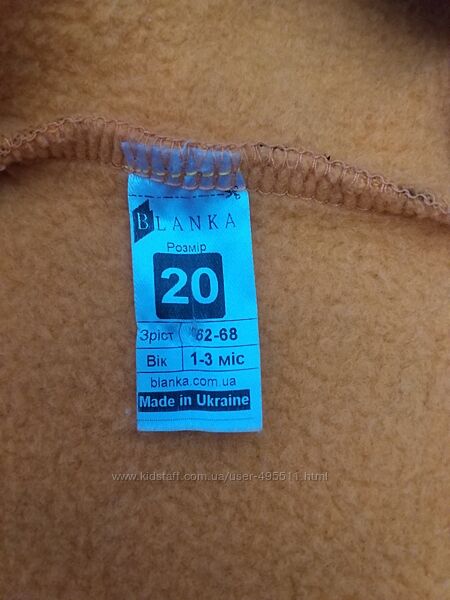 BLANKA
Розмір
20
Зріст 62-68
Вік 1-3 міс
blanka.com.ua
Made in Ukraine
www.kidstaff.com.ua/user-495511.html